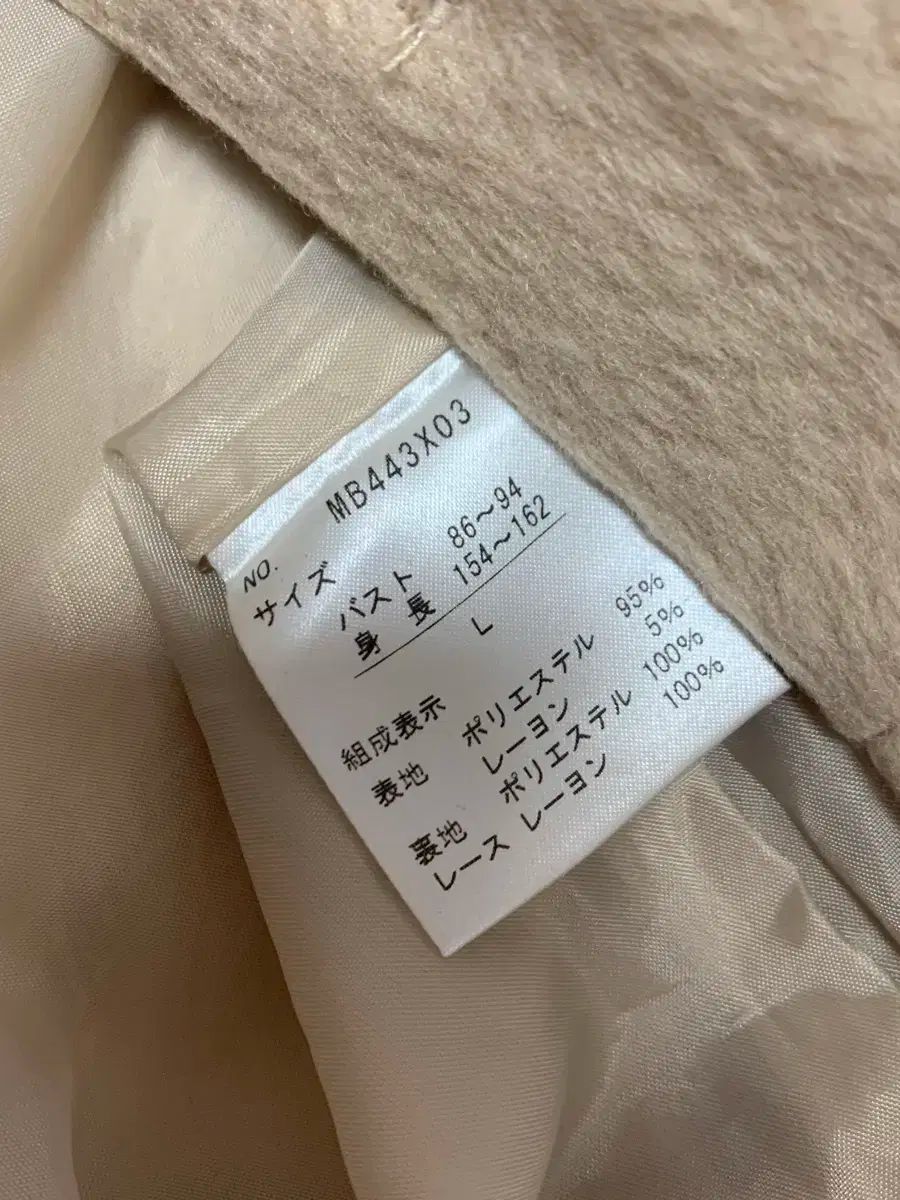 NO. MB443X03
サイズ バスト 86～94
身長 154～162
L
組成表示
表地 ポリエステル 95%
レーヨン 5%
裏地 ポリエステル 100%
レース レーヨン 100%